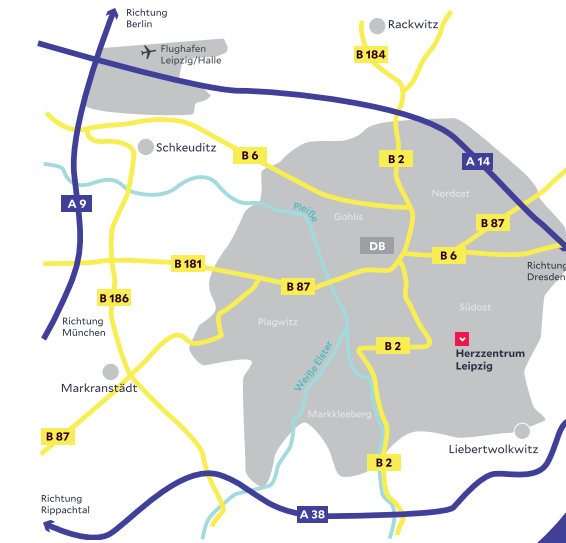 Richtung
Berlin
Rackwitz
Flughafen
Leipzig/Halle
B 184
Schkeuditz
B 6
B 2
A 14
Nordost
A 9
Pleiße
Gohlis
B 87
DB
B 6
B 181
Richtung
Dresden
B 87
B 186
Südost
Richtung
München
Plagwitz
B 2
Herzzentrum
Leipzig
Weiße Elster
Markranstädt
Markkleeberg
B 87
Liebertwolkwitz
B 2
Richtung
Rippachtal
A 38